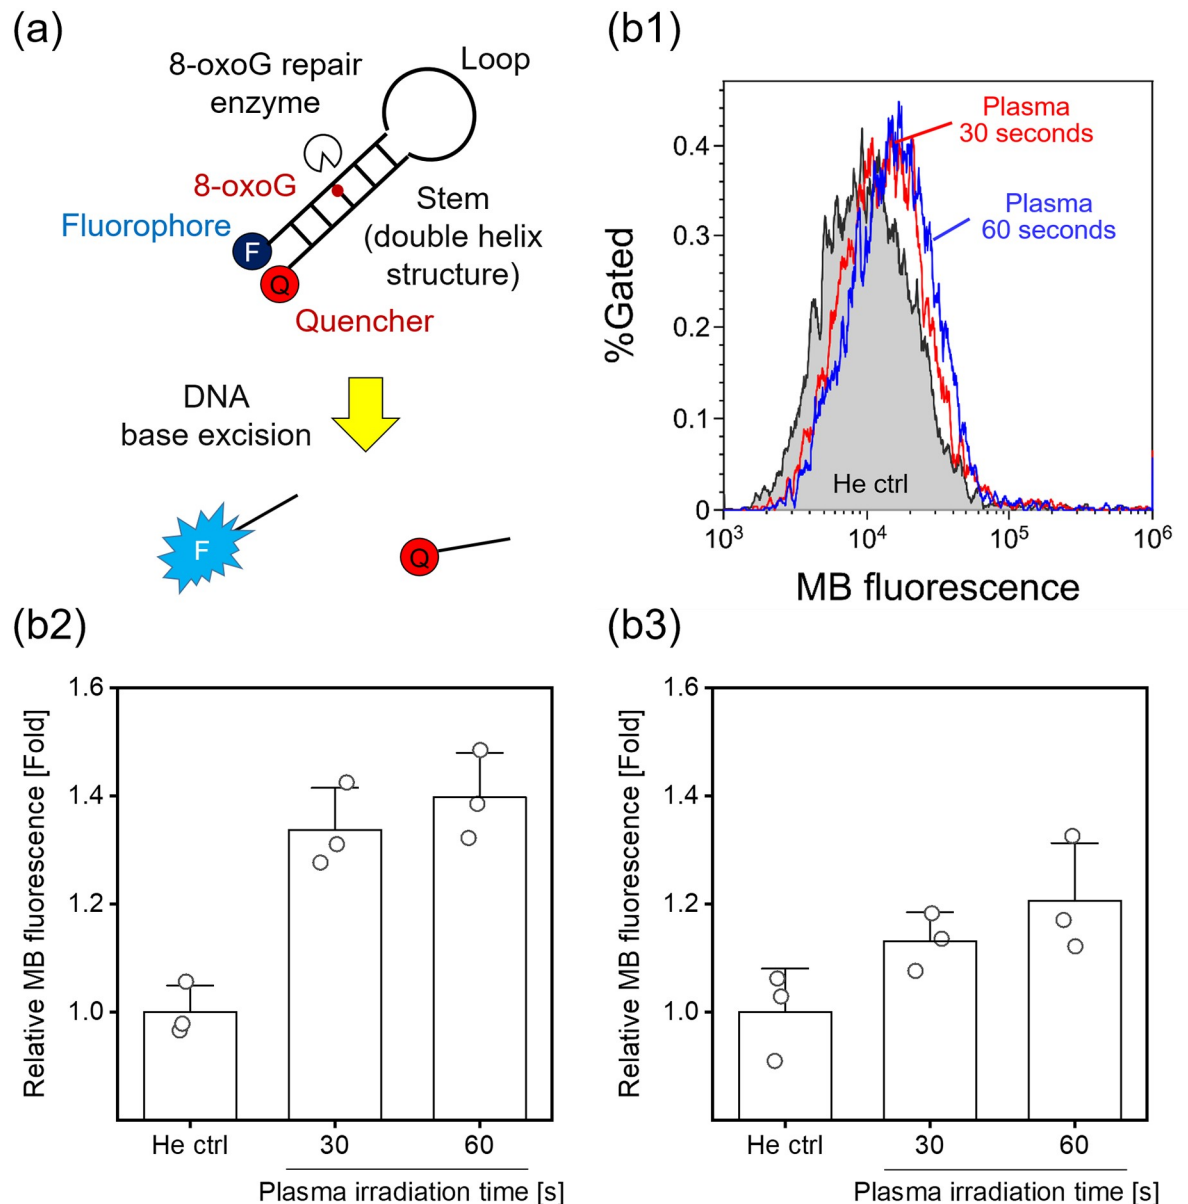 (a)
8-oxoG repair
enzyme
Loop
8-oxoG
Fluorophore
F
Q
Stem
(double helix
structure)
Quencher
DNA
base excision
F
Q
(b1)
%Gated
0.4
0.3
0.2
0.1
0
Plasma
30 seconds
Plasma
60 seconds
He ctrl
10³
10⁴
10⁵
10⁶
MB fluorescence
(b2)
Relative MB fluorescence [Fold]
1.6
1.4
1.2
1.0
He ctrl
30
60
Plasma irradiation time [s]
(b3)
Relative MB fluorescence [Fold]
1.6
1.4
1.2
1.0
He ctrl
30
60
Plasma irradiation time [s]